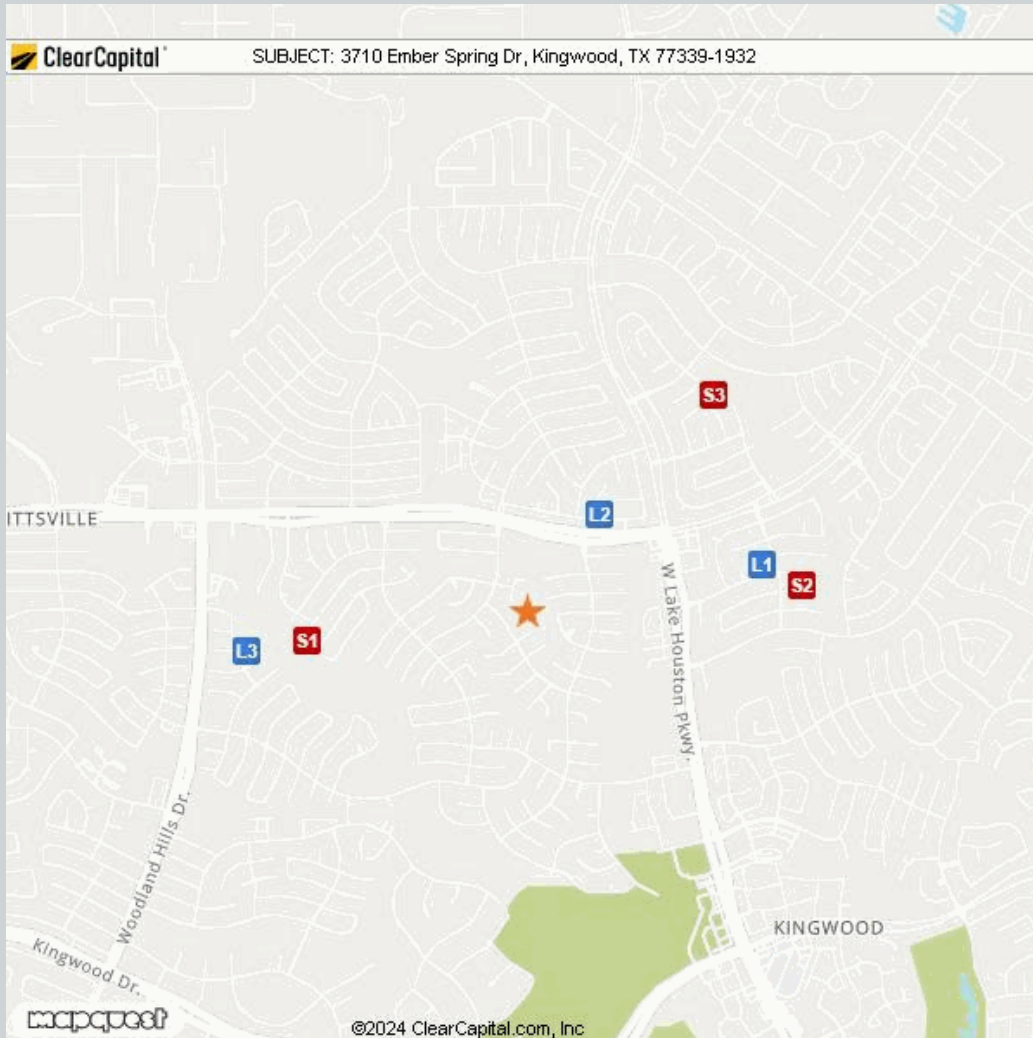 ClearCapital SUBJECT: 3710 Ember Spring Dr, Kingwood, TX 77339-1932
S3
L2
ITTSVILLE
L1
S2
W Lake Houston Pkwy.
S1
L3
Woodland Hills Dr.
KINGWOOD
Kingwood Dr.
mapquest
©2024 ClearCapital.com, Inc